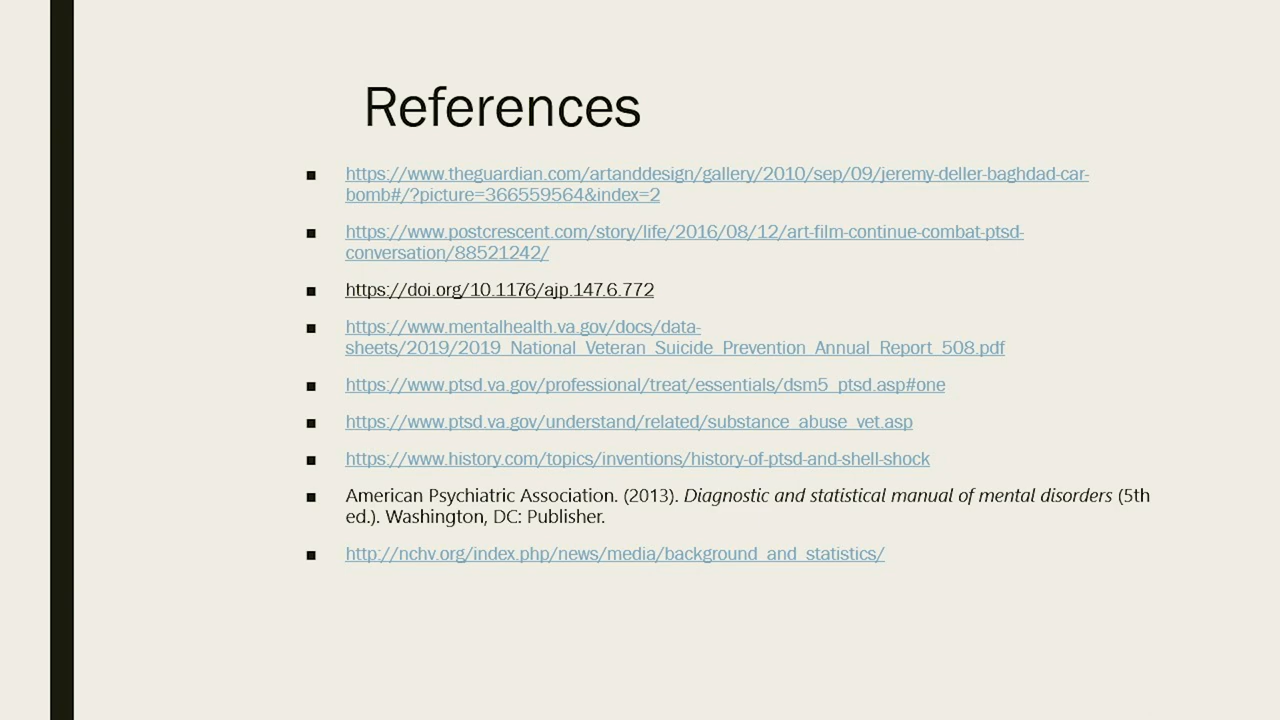 References
https://www.theguardian.com/artanddesign/gallery/2010/sep/09/jeremy-deller-baghdad-car-
bomb#/?picture=366559564&index=2
https://www.postcrescent.com/story/life/2016/08/12/art-film-continue-combat-ptsd-
conversation/88521242/
https://doi.org/10.1176/ajp.147.6.772
https://www.mentalhealth.va.gov/docs/data-
sheets/2019/2019_National_Veteran_Suicide_Prevention_Annual_Report_508.pdf
https://www.ptsd.va.gov/professional/treat/essentials/dsm5_ptsd.asp#one
https://www.ptsd.va.gov/understand/related/substance_abuse_vet.asp
https://www.history.com/topics/inventions/history-of-ptsd-and-shell-shock
American Psychiatric Association. (2013). Diagnostic and statistical manual of mental disorders (5th
ed.). Washington, DC: Publisher.
http://nchv.org/index.php/news/media/background_and_statistics/